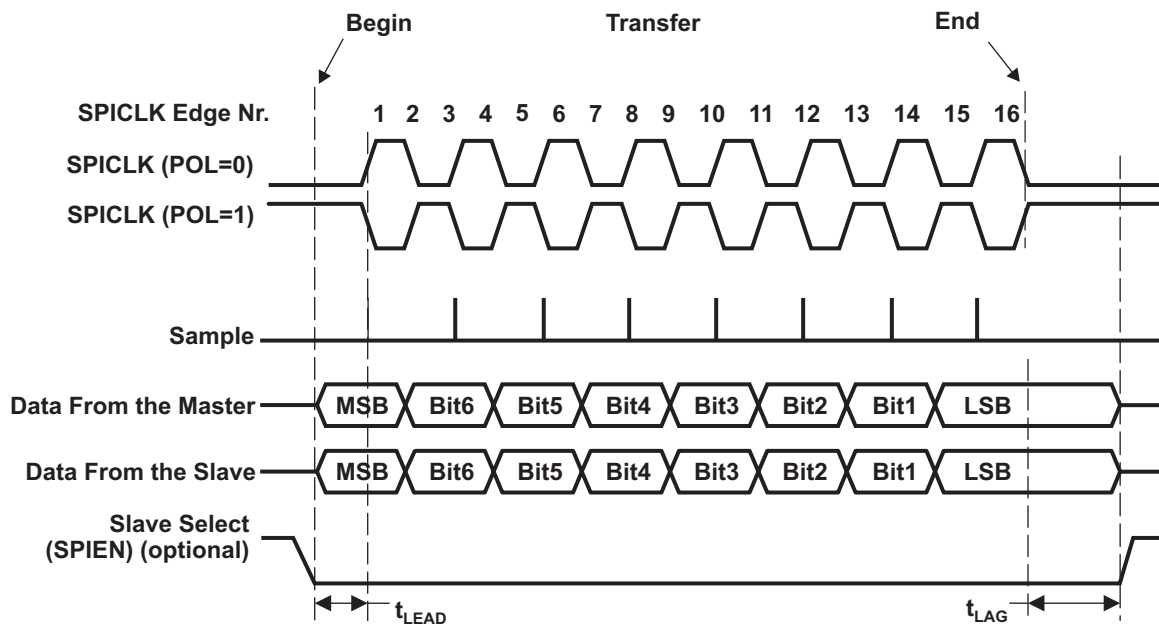 Begin Transfer End
SPICLK Edge Nr. 1 2 3 4 5 6 7 8 9 10 11 12 13 14 15 16
SPICLK (POL=0)
SPICLK (POL=1)
Sample
Data From the Master MSB Bit6 Bit5 Bit4 Bit3 Bit2 Bit1 LSB
Data From the Slave MSB Bit6 Bit5 Bit4 Bit3 Bit2 Bit1 LSB
Slave Select
(SPIEN) (optional)
tLEAD tLAG